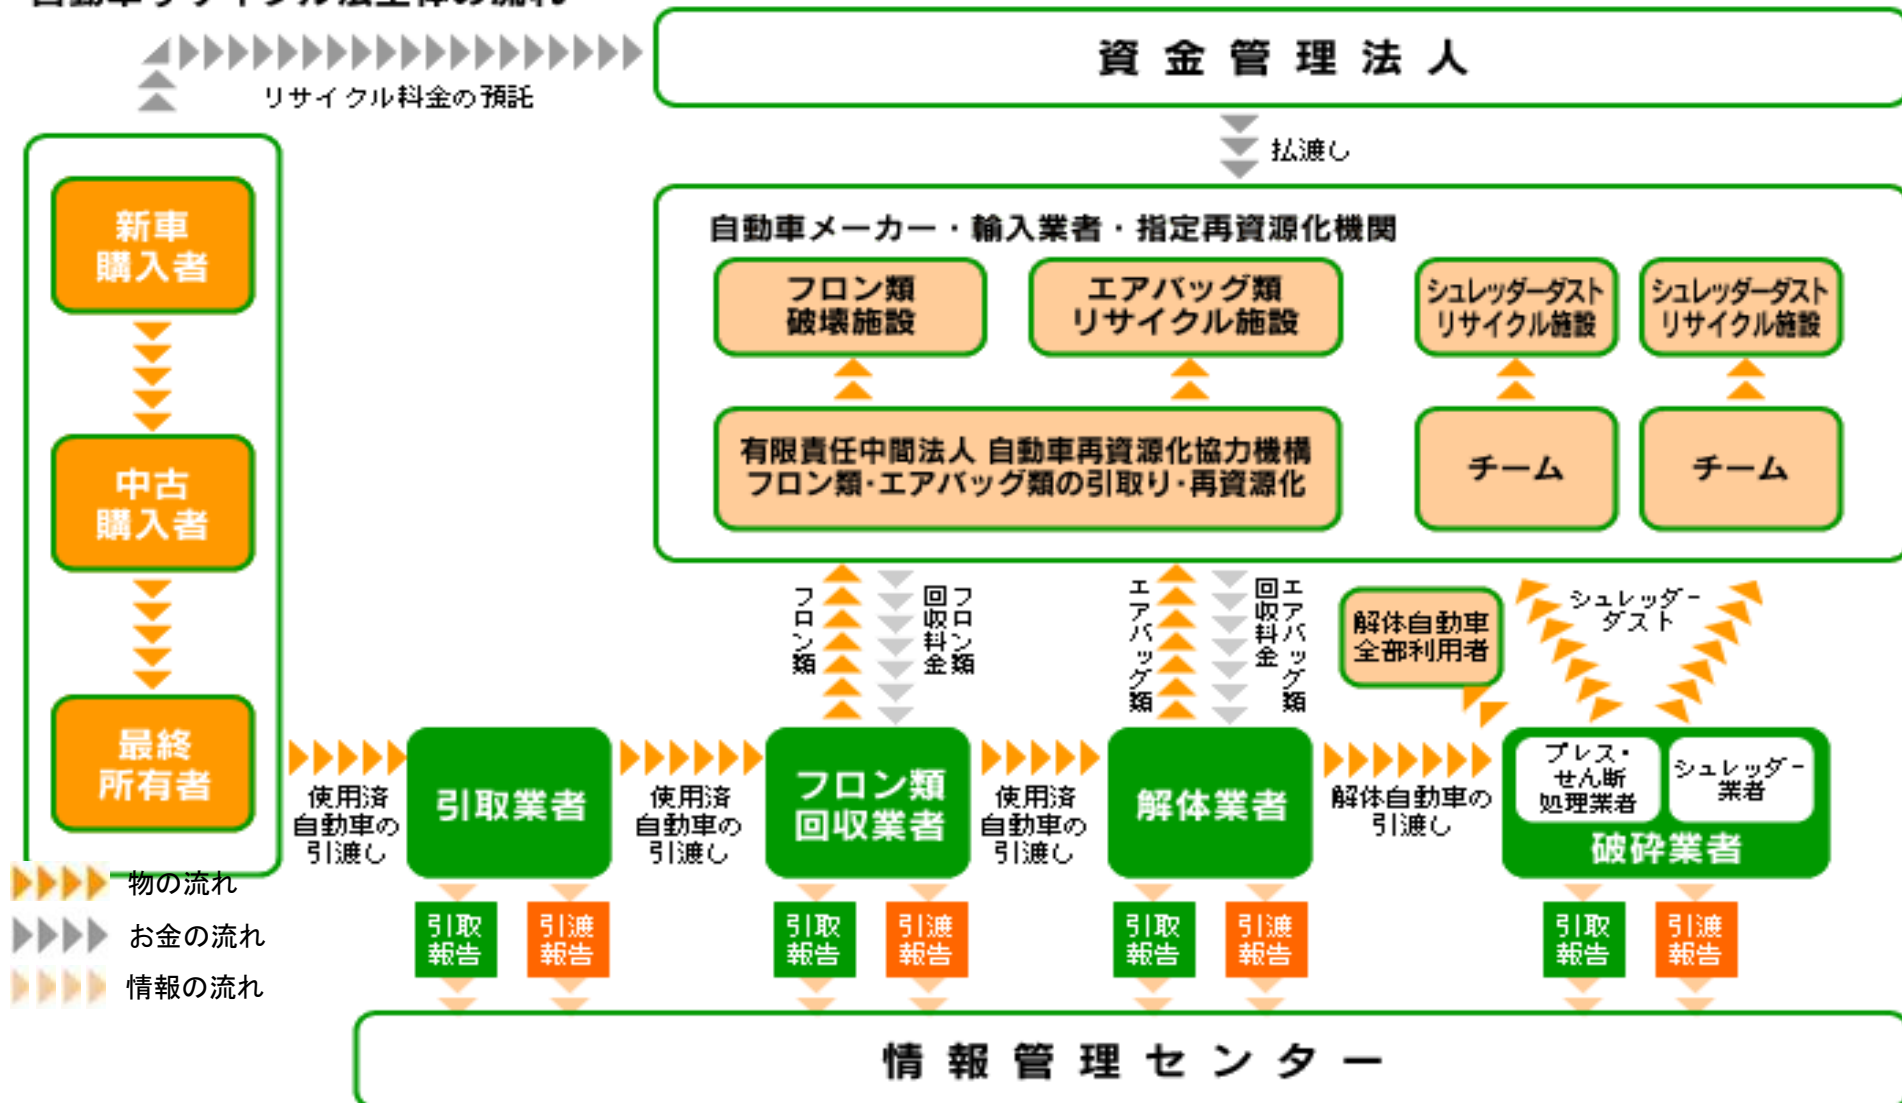 自動車リサイクル法全体の流れ
資金管理法人
リサイクル料金の預託
払渡し
新車
購入者
中古
購入者
最終
所有者
自動車メーカー・輸入業者・指定再資源化機関
フロン類
破壊施設
エアバッグ類
リサイクル施設
シュレッダーダスト
リサイクル施設
シュレッダーダスト
リサイクル施設
有限責任中間法人 自動車再資源化協力機構
フロン類・エアバッグ類の引取り・再資源化
チーム
チーム
フロン類
フロン類
回収料金
エアバッグ類
エアバッグ類
回収料金
解体自動車
全部利用者
シュレッダー
ダスト
使用済
自動車の
引渡し
引取業者
使用済
自動車の
引渡し
フロン類
回収業者
使用済
自動車の
引渡し
解体業者
解体自動車の
引渡し
プレス・
せん断
処理業者
シュレッダー
業者
破砕業者
物の流れ
お金の流れ
情報の流れ
引取
報告
引渡
報告
引取
報告
引渡
報告
引取
報告
引渡
報告
引取
報告
引渡
報告
情報管理センター